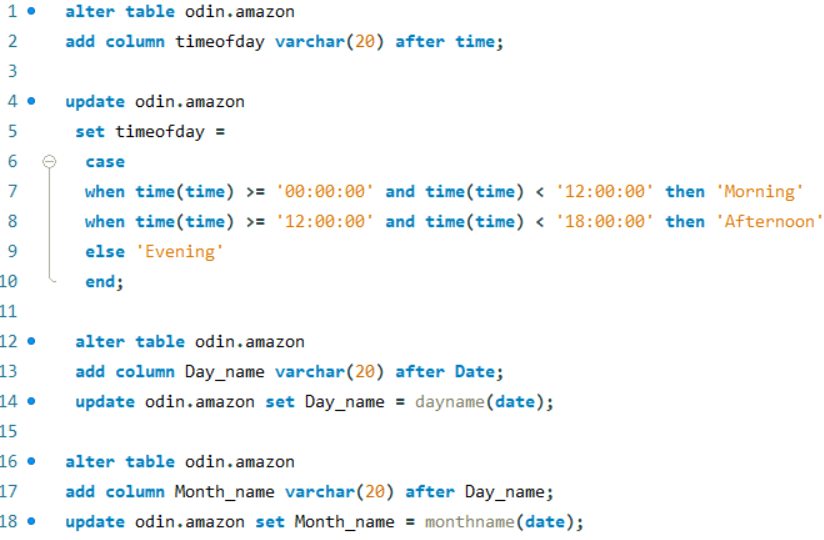 1 alter table odin.amazon
2 add column timeofday varchar(20) after time;
3
4 update odin.amazon
5 set timeofday =
6 case
7 when time(time) >= '00:00:00' and time(time) < '12:00:00' then 'Morning'
8 when time(time) >= '12:00:00' and time(time) < '18:00:00' then 'Afternoon'
9 else 'Evening'
10 end;
11
12 alter table odin.amazon
13 add column Day_name varchar(20) after Date;
14 update odin.amazon set Day_name = dayname(date);
15
16 alter table odin.amazon
17 add column Month_name varchar(20) after Day_name;
18 update odin.amazon set Month_name = monthname(date);